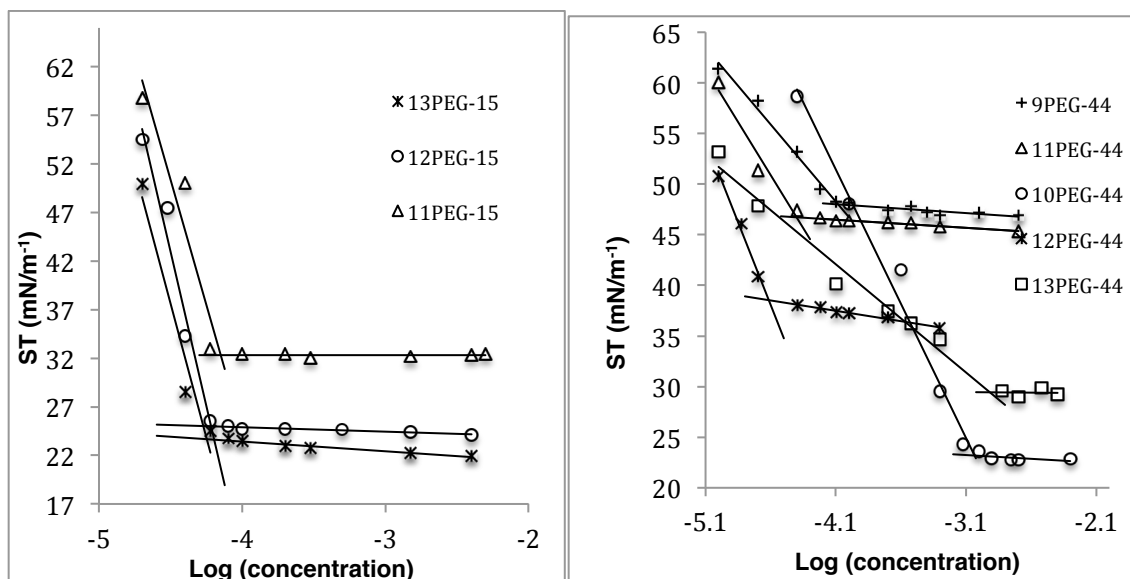 ST (mN/m⁻¹)
62
57
52
47
42
37
32
27
22
17
-5
-4
-3
-2
Log (concentration)
13PEG-15
12PEG-15
11PEG-15
ST (mN/m⁻¹)
65
60
55
50
45
40
35
30
25
20
-5.1
-4.1
-3.1
-2.1
Log (concentration)
9PEG-44
11PEG-44
10PEG-44
12PEG-44
13PEG-44